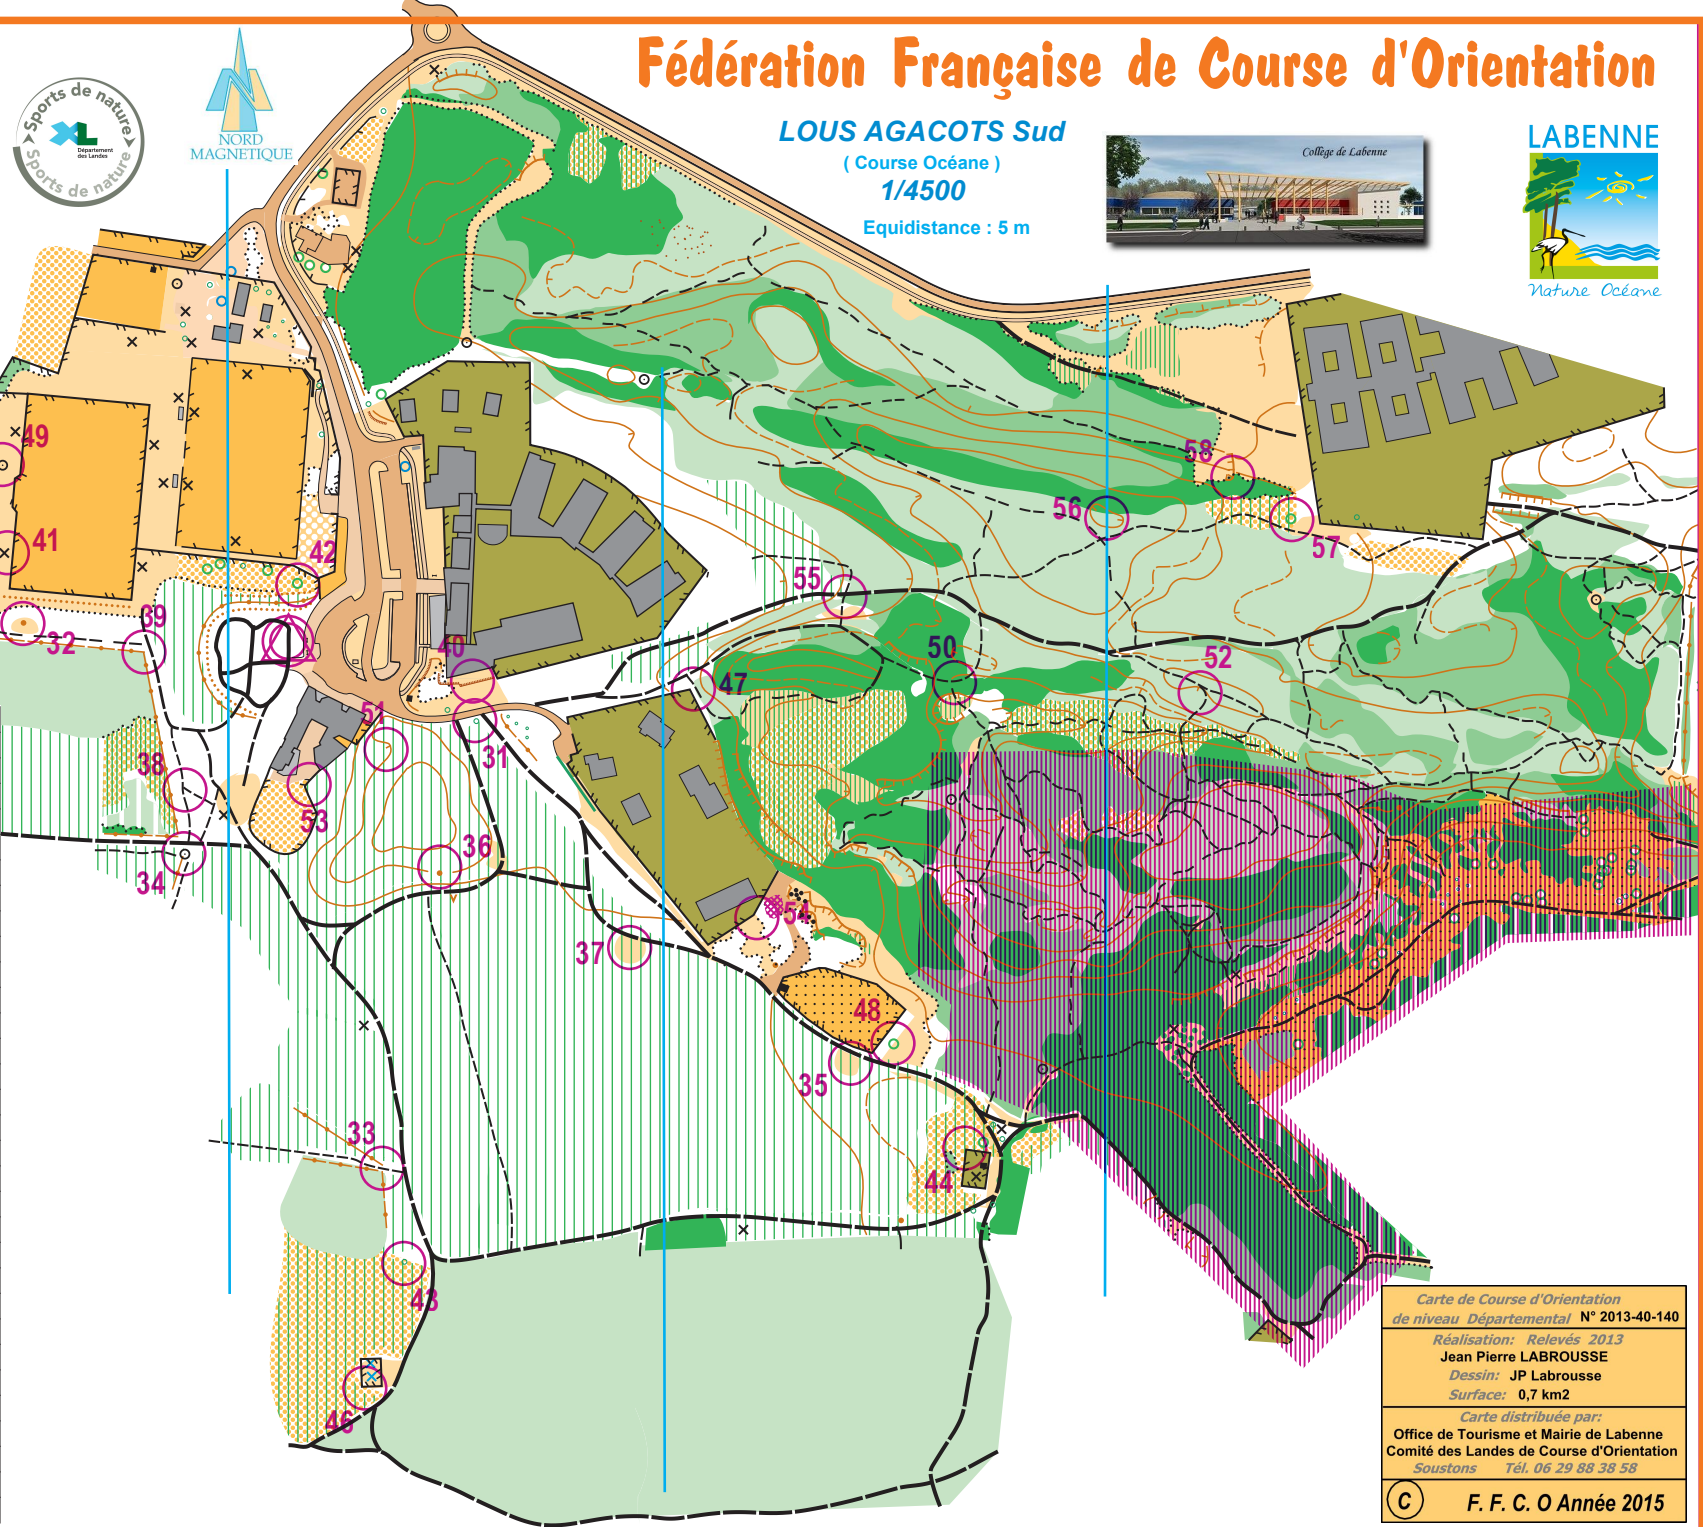 Fédération Française de Course d'Orientation
Sports de nature
XL
Département
des Landes
Sports de nature
NORD
MAGNETIQUE
LOUS AGACOTS Sud
( Course Océane )
1/4500
Equidistance : 5 m
Collège de Labenne
LABENNE
Nature Océane
49
58
56
41
57
42
55
39
32
40
50
52
47
51
31
38
53
36
34
54
37
48
35
33
44
43
46
Carte de Course d'Orientation
de niveau Départemental N° 2013-40-140
Réalisation: Relevés 2013
Jean Pierre LABROUSSE
Dessin: JP Labrousse
Surface: 0,7 km2
Carte distribuée par:
Office de Tourisme et Mairie de Labenne
Comité des Landes de Course d'Orientation
Soustons Tél. 06 29 88 38 58
C F. F. C. O Année 2015